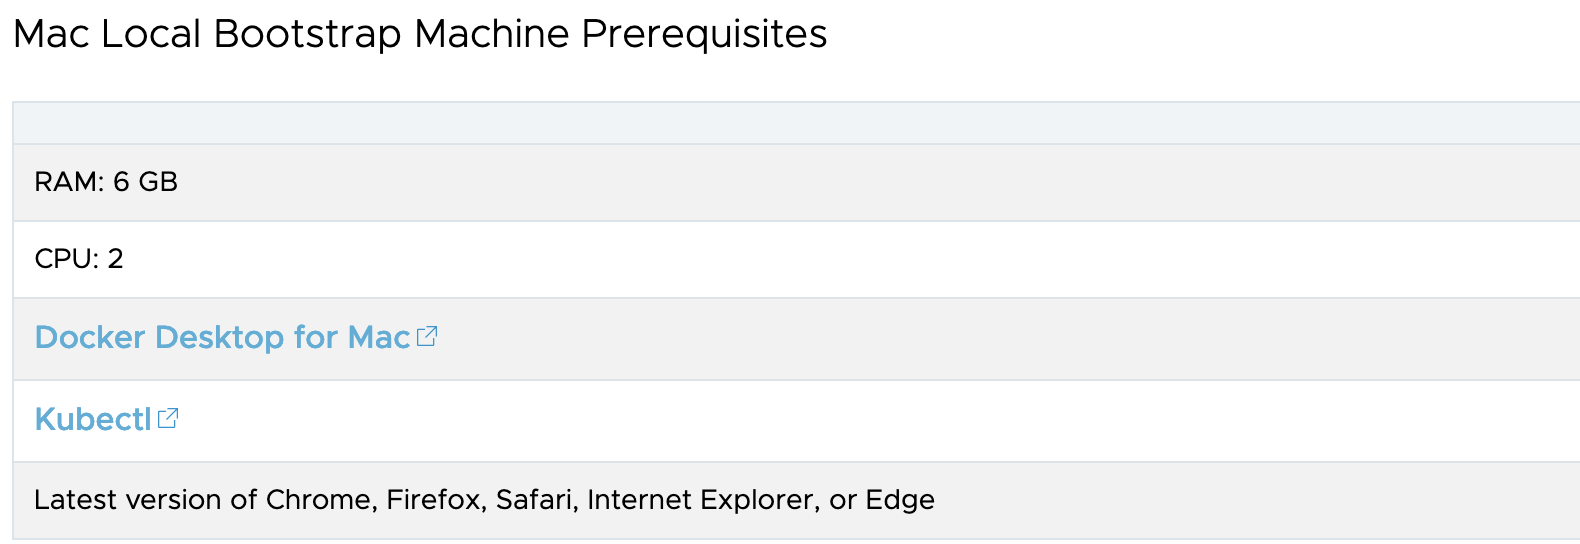 Mac Local Bootstrap Machine Prerequisites
RAM: 6 GB
CPU: 2
Docker Desktop for Mac
Kubectl
Latest version of Chrome, Firefox, Safari, Internet Explorer, or Edge